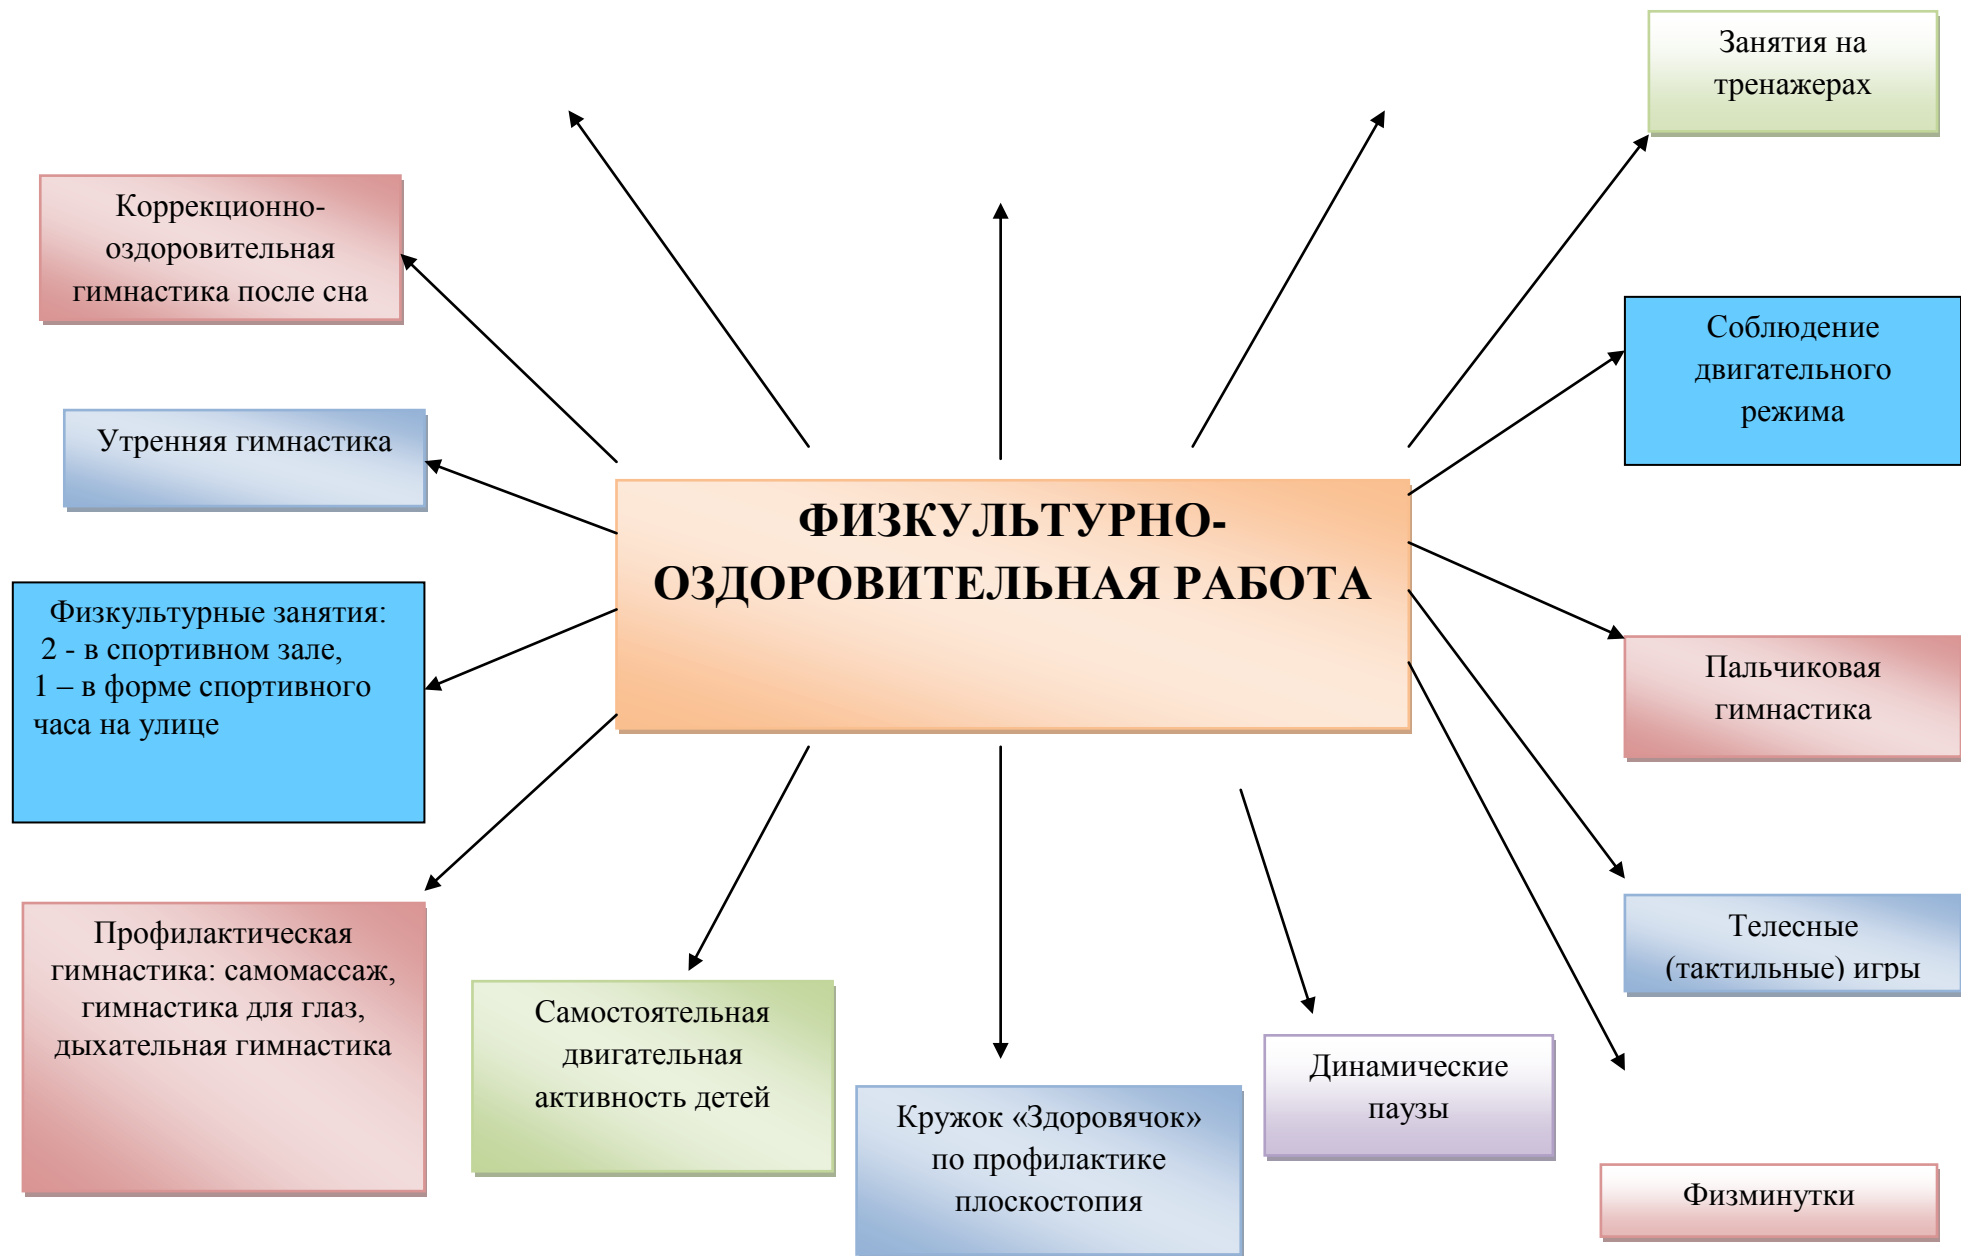 Занятия на
тренажерах
Коррекционно-
оздоровительная
гимнастика после сна
Соблюдение
двигательного
режима
Утренняя гимнастика
ФИЗКУЛЬТУРНО-
ОЗДОРОВИТЕЛЬНАЯ РАБОТА
Физкультурные занятия:
2 - в спортивном зале,
1 – в форме спортивного
часа на улице
Пальчиковая
гимнастика
Профилактическая
гимнастика: самомассаж,
гимнастика для глаз,
дыхательная гимнастика
Телесные
(тактильные) игры
Самостоятельная
двигательная
активность детей
Динамические
паузы
Кружок «Здоровячок»
по профилактике
плоскостопия
Физминутки